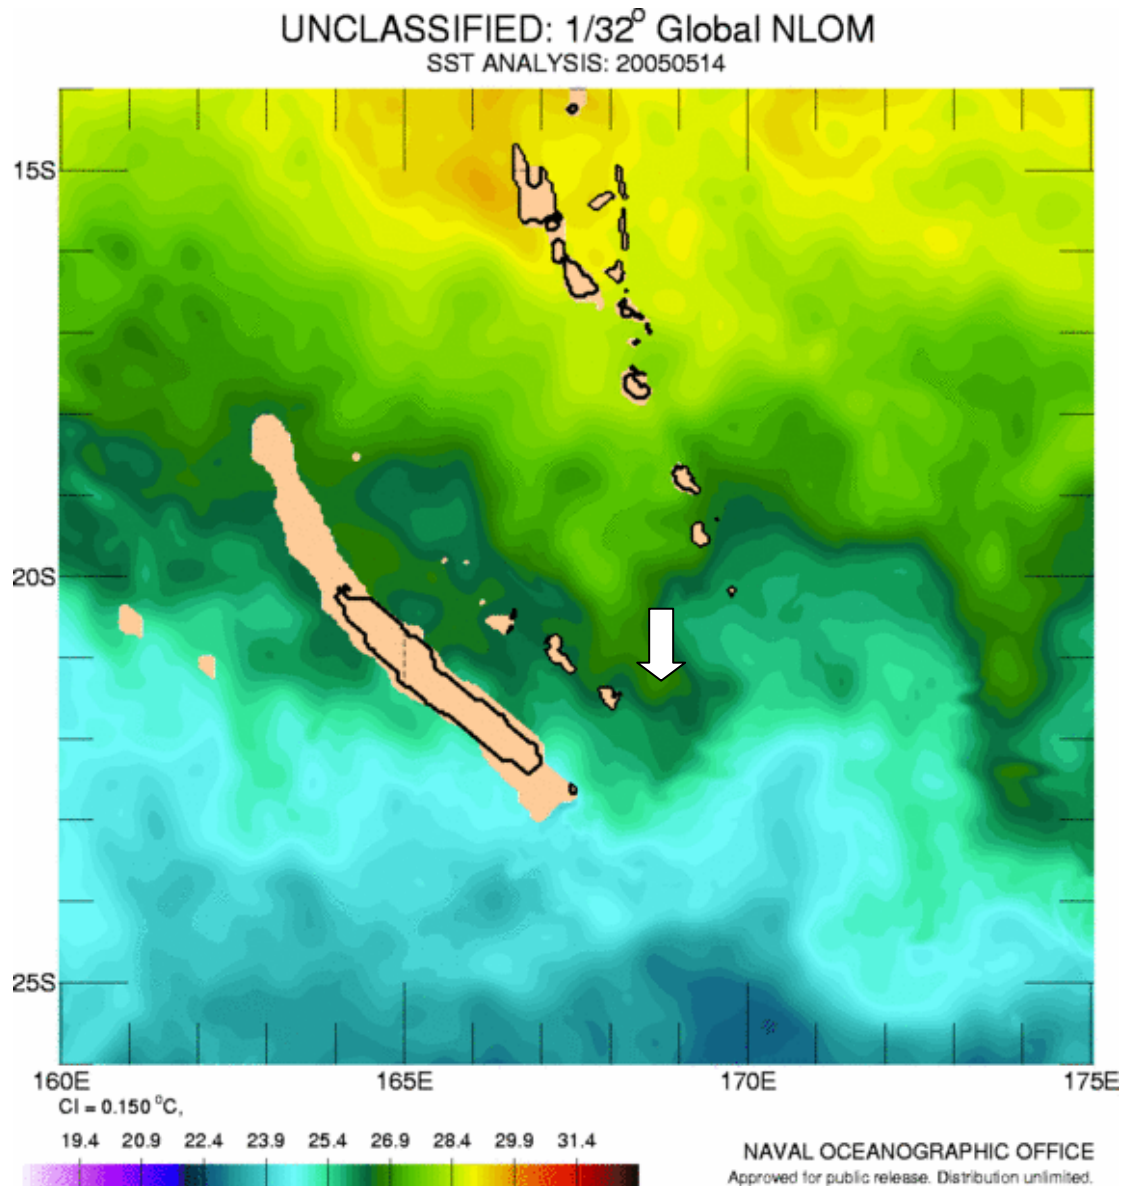 UNCLASSIFIED: 1/32° Global NLOM
SST ANALYSIS: 20050514
15S
20S
25S
160E 165E 170E 175E
CI = 0.150 °C,
19.4 20.9 22.4 23.9 25.4 26.9 28.4 29.9 31.4
NAVAL OCEANOGRAPHIC OFFICE
Approved for public release. Distribution unlimited.